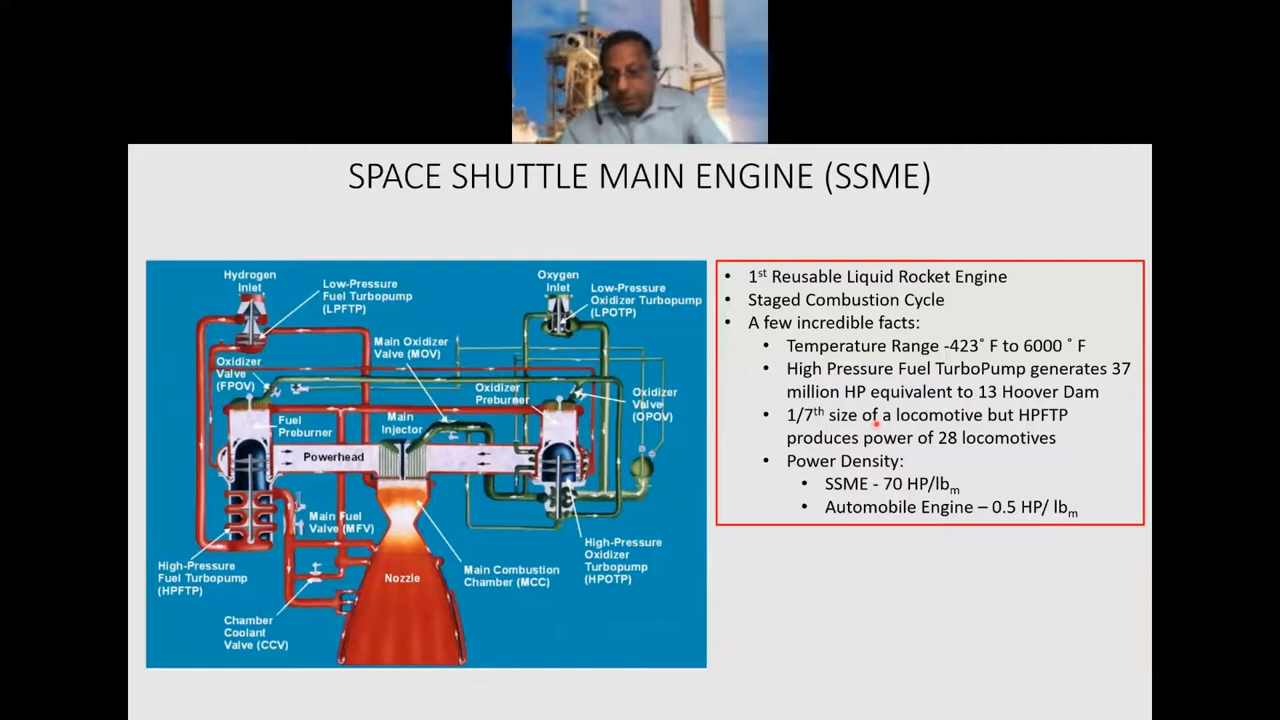 SPACE SHUTTLE MAIN ENGINE (SSME)
Hydrogen
Inlet
Low-Pressure
Fuel Turbopump
(LPFTP)
Oxygen
Inlet
Low-Pressure
Oxidizer Turbopump
(LPOTP)
Main Oxidizer
Valve (MOV)
Oxidizer
Valve
(FPOV)
Oxidizer
Preburner
Oxidizer
Valve
(OPOV)
Fuel
Preburner
Main
Injector
Powerhead
Main Fuel
Valve (MFV)
High-Pressure
Fuel Turbopump
(HPFTP)
Nozzle
Main Combustion
Chamber (MCC)
High-Pressure
Oxidizer
Turbopump
(HPOTP)
Chamber
Coolant
Valve (CCV)
• 1st Reusable Liquid Rocket Engine
• Staged Combustion Cycle
• A few incredible facts:
• Temperature Range -423˚ F to 6000 ˚ F
• High Pressure Fuel TurboPump generates 37
million HP equivalent to 13 Hoover Dam
• 1/7th size of a locomotive but HPFTP
produces power of 28 locomotives
• Power Density:
• SSME - 70 HP/lbm
• Automobile Engine – 0.5 HP/ lbm